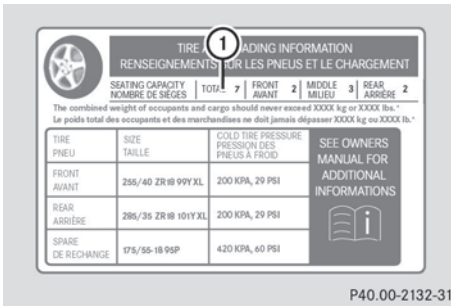 1
TIRE ADING INFORMATION
RENSEIGNEMENTS SUR LES PNEUS ET LE CHARGEMENT
SEATING CAPACITY
NOMBRE DE SIÈGES
TOTAL 7
FRONT
AVANT 2
MIDDLE
MILIEU 3
REAR
ARRIÈRE 2
The combined weight of occupants and cargo should never exceed XXXX kg or XXXX lbs.*
Le poids total des occupants et des marchandises ne doit jamais dépasser XXXX kg ou XXXX lb.*
TIRE
PNEU
SIZE
TAILLE
COLD TIRE PRESSURE
PRESSION DES
PNEUS À FROID
FRONT
AVANT
255/40 ZR18 99Y XL
200 KPA, 29 PSI
REAR
ARRIÈRE
285/35 ZR18 101Y XL
200 KPA, 29 PSI
SPARE
DE RECHANGE
175/55-18 95P
420 KPA, 60 PSI
SEE OWNERS
MANUAL FOR
ADDITIONAL
INFORMATIONS
i
P40.00-2132-31